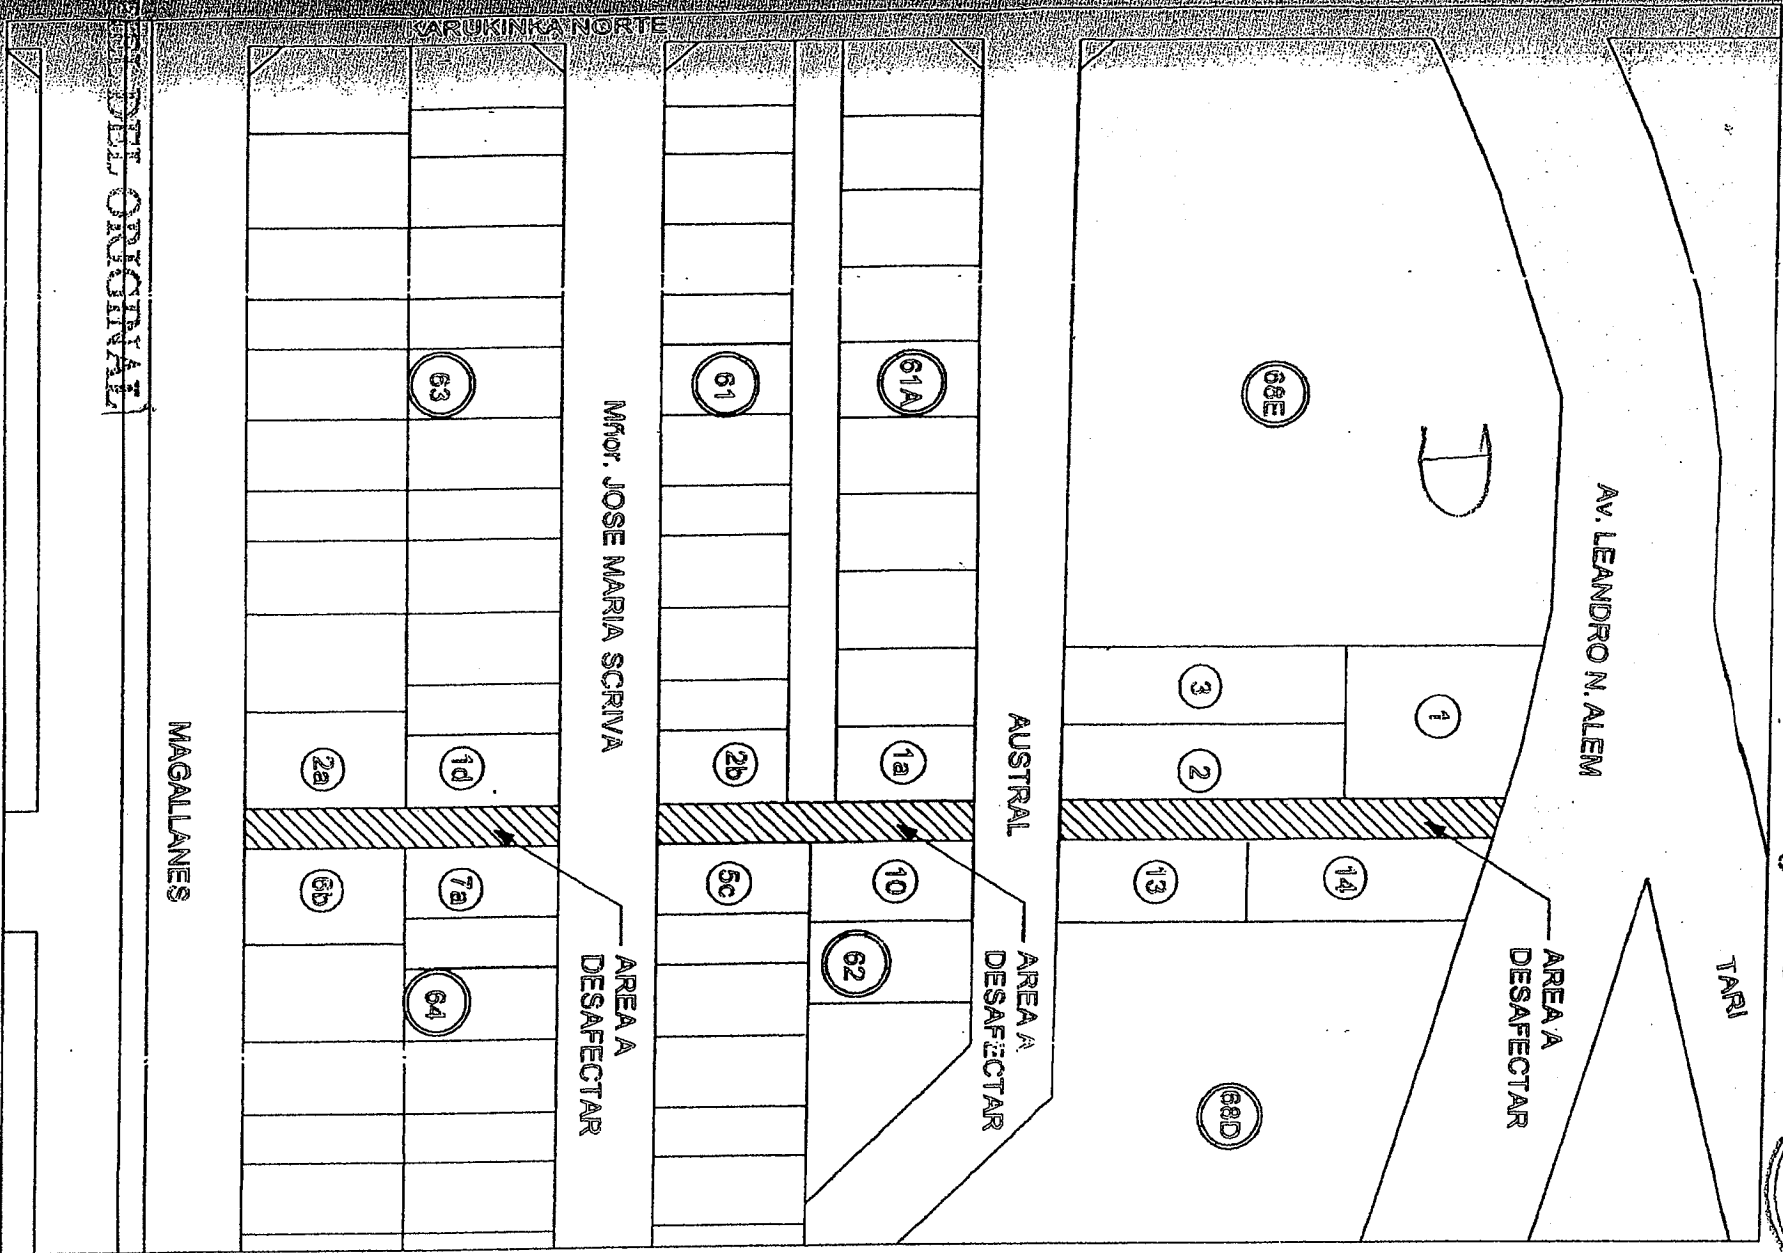 KARUKINKA NORTE
DEL ORIGINAL
MAGALLANES
Mñor. JOSE MARIA SCRIVA
AUSTRAL
Av. LEANDRO N. ALEM
TARI
63
61
61A
68E
3
1
2
2a
1d
2b
1a
6b
7a
5c
10
13
14
64
62
68D
AREA A
DESAFECTAR
AREA A
DESAFECTAR
AREA A
DESAFECTAR